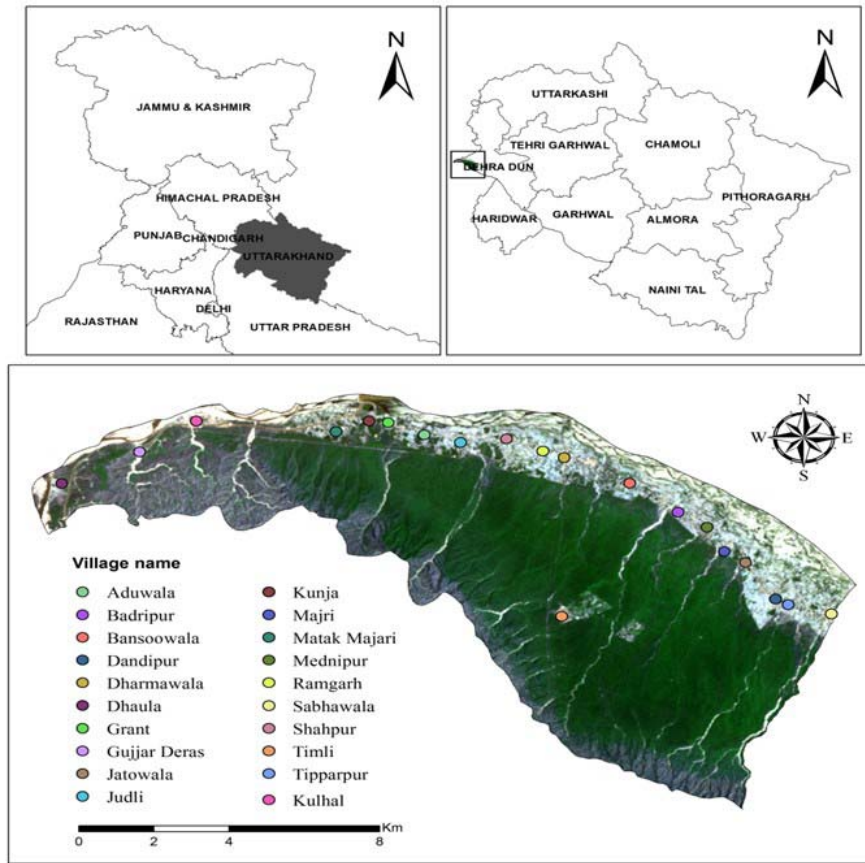 N
JAMMU & KASHMIR
HIMACHAL PRADESH
PUNJAB
CHANDIGARH
UTTARAKHAND
HARYANA
DELHI
RAJASTHAN
UTTAR PRADESH
N
UTTARKASHI
TEHRI GARHWAL
CHAMOLI
DEHRA DUN
PITHORAGARH
HARIDWAR
GARHWAL
ALMORA
NAINI TAL
N
W
E
S
Village name
Aduwala
Badripur
Bansoowala
Dandipur
Dharmawala
Dhaula
Grant
Gujjar Deras
Jatowala
Judli
Kunja
Majri
Matak Majari
Mednipur
Ramgarh
Sabhawala
Shahpur
Timli
Tipparpur
Kulhal
Km
0 2 4 8